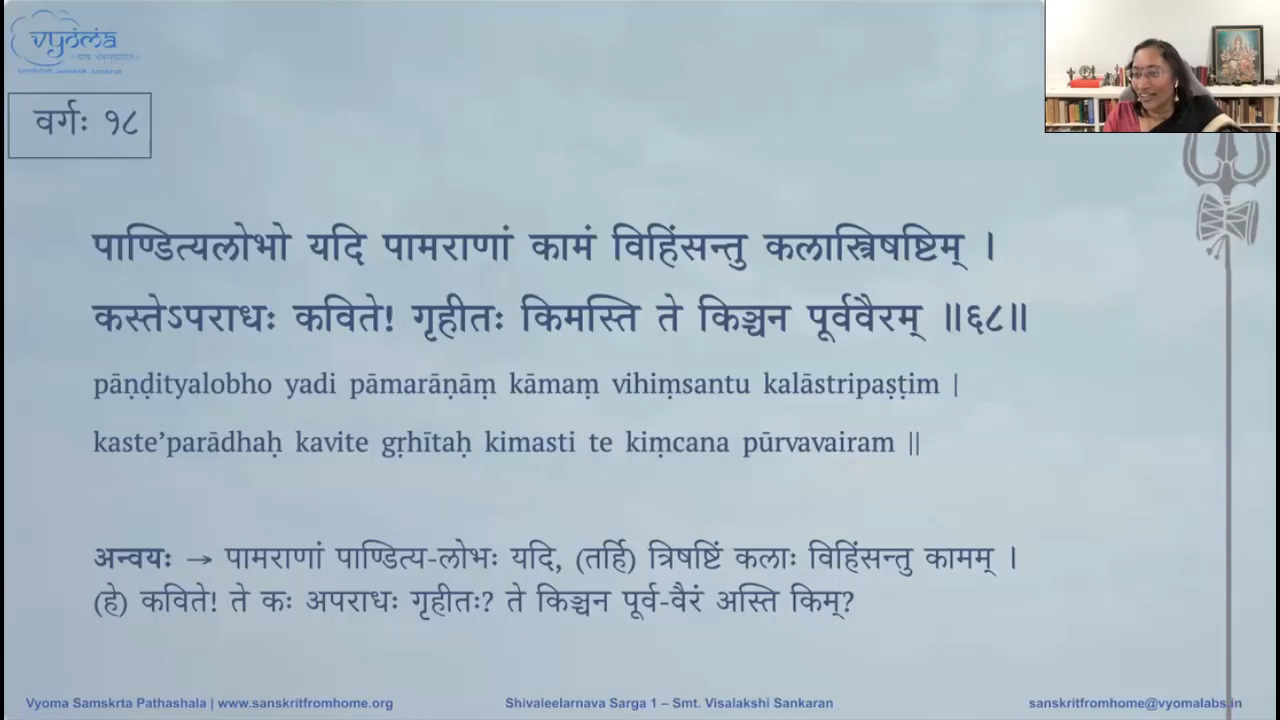 vyoma
वर्गः १८
पाण्डित्यलोभो यदि पामराणां कामं विहिंसन्तु कलास्त्रिषष्टिम् ।
कस्तेऽपराधः कविते! गृहीतः किमस्ति ते किञ्चन पूर्ववैरम् ॥६८॥
pāṇḍityalobho yadi pāmarāṇāṃ kāmaṃ vihiṃsantu kalāstripaṣṭim |
kaste’parādhaḥ kavite gṛhītaḥ kimasti te kiṃcana pūrvavairam ||
अन्वयः → पामराणां पाण्डित्य-लोभः यदि, (तर्हि) त्रिषष्टिं कलाः विहिंसन्तु कामम् ।
(हे) कविते! ते कः अपराधः गृहीतः? ते किञ्चन पूर्व-वैरं अस्ति किम्?
Vyoma Samskrta Pathashala | www.sanskritfromhome.org
Shivaleelarnava Sarga 1 – Smt. Visalakshi Sankaran
sanskritfromhome@vyomalabs.in